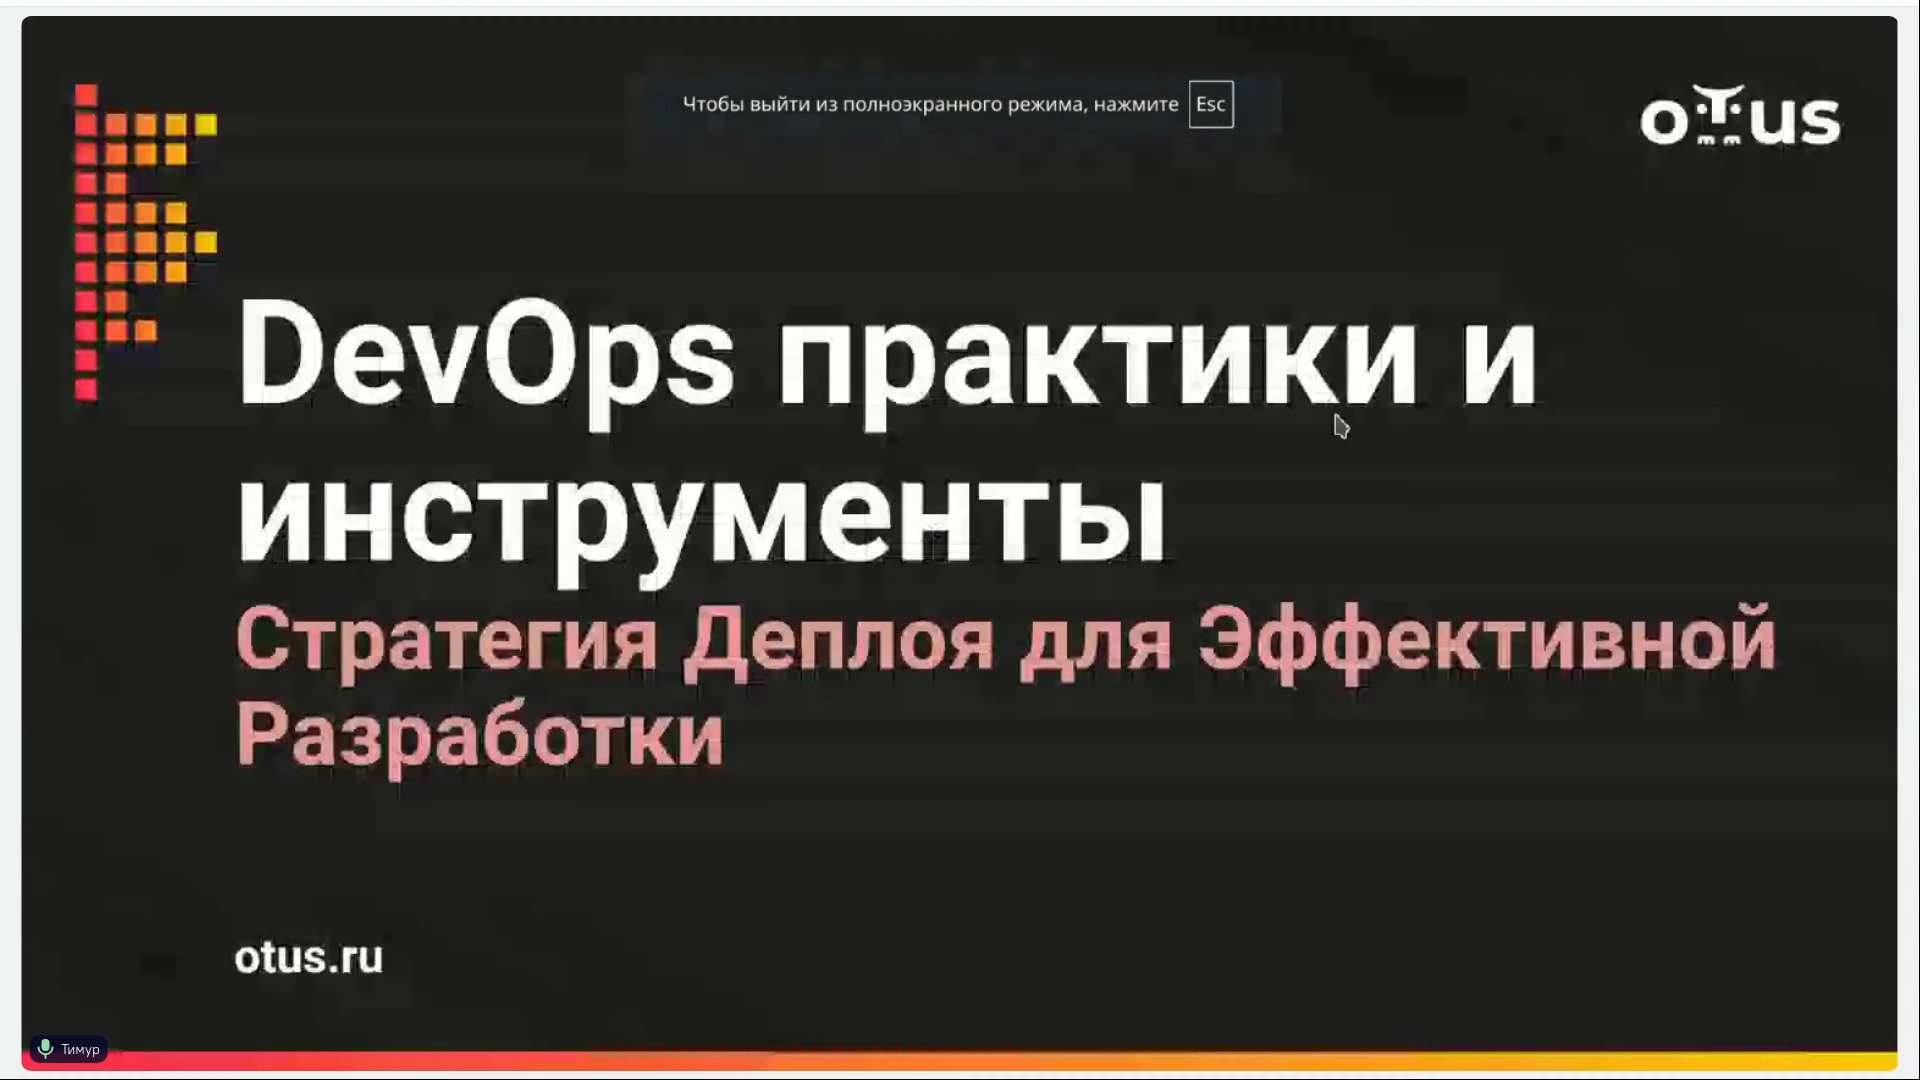 Чтобы выйти из полноэкранного режима, нажмите Esc
otus
DevOps практики и
инструменты
Стратегия Деплоя для Эффективной
Разработки
otus.ru
Тимур